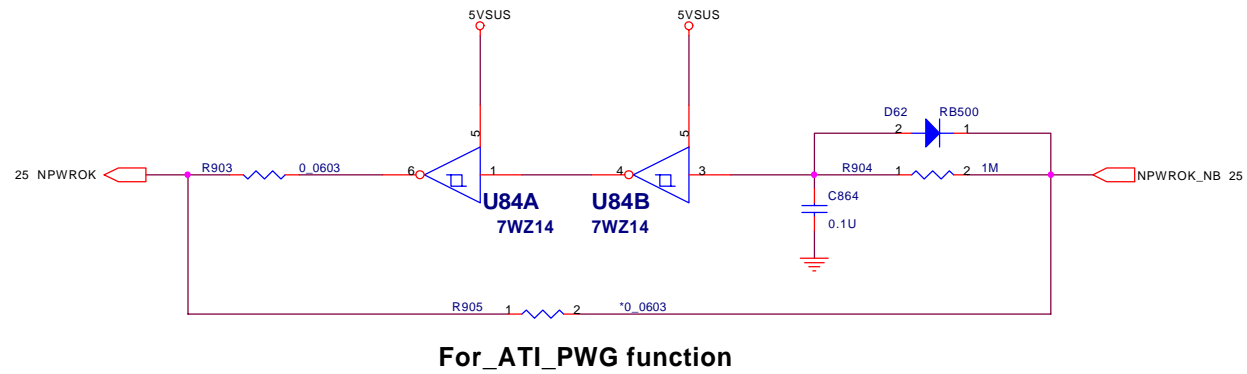 5VSUS 5VSUS
D62 RB500
2 1
5 5
25 NPWROK R903 0_0603 6 1 4 3 R904 1 2 1M NPWROK_NB 25
U84A U84B C864
7WZ14 7WZ14 0.1U
R905 1 2 *0_0603
For_ATI_PWG function